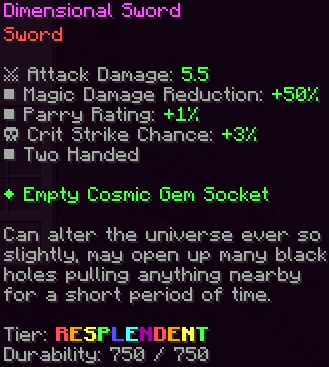 Dimensional Sword
Sword
Attack Damage: 5.5
Magic Damage Reduction: +50%
Parry Rating: +1%
Crit Strike Chance: +3%
Two Handed
Empty Cosmic Gem Socket
Can alter the universe ever so
slightly, may open up many black
holes pulling anything nearby
for a short period of time.
Tier: RESPLENDENT
Durability: 750 / 750